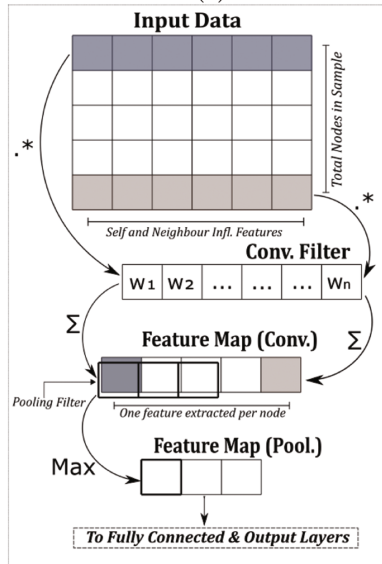 Input Data
.*
Total Nodes in Sample
.*
Self and Neighbour Infl. Features
Conv. Filter
W1 W2 ... ... ... Wn
Σ
Σ
Feature Map (Conv.)
Pooling Filter
One feature extracted per node
Feature Map (Pool.)
Max
To Fully Connected & Output Layers